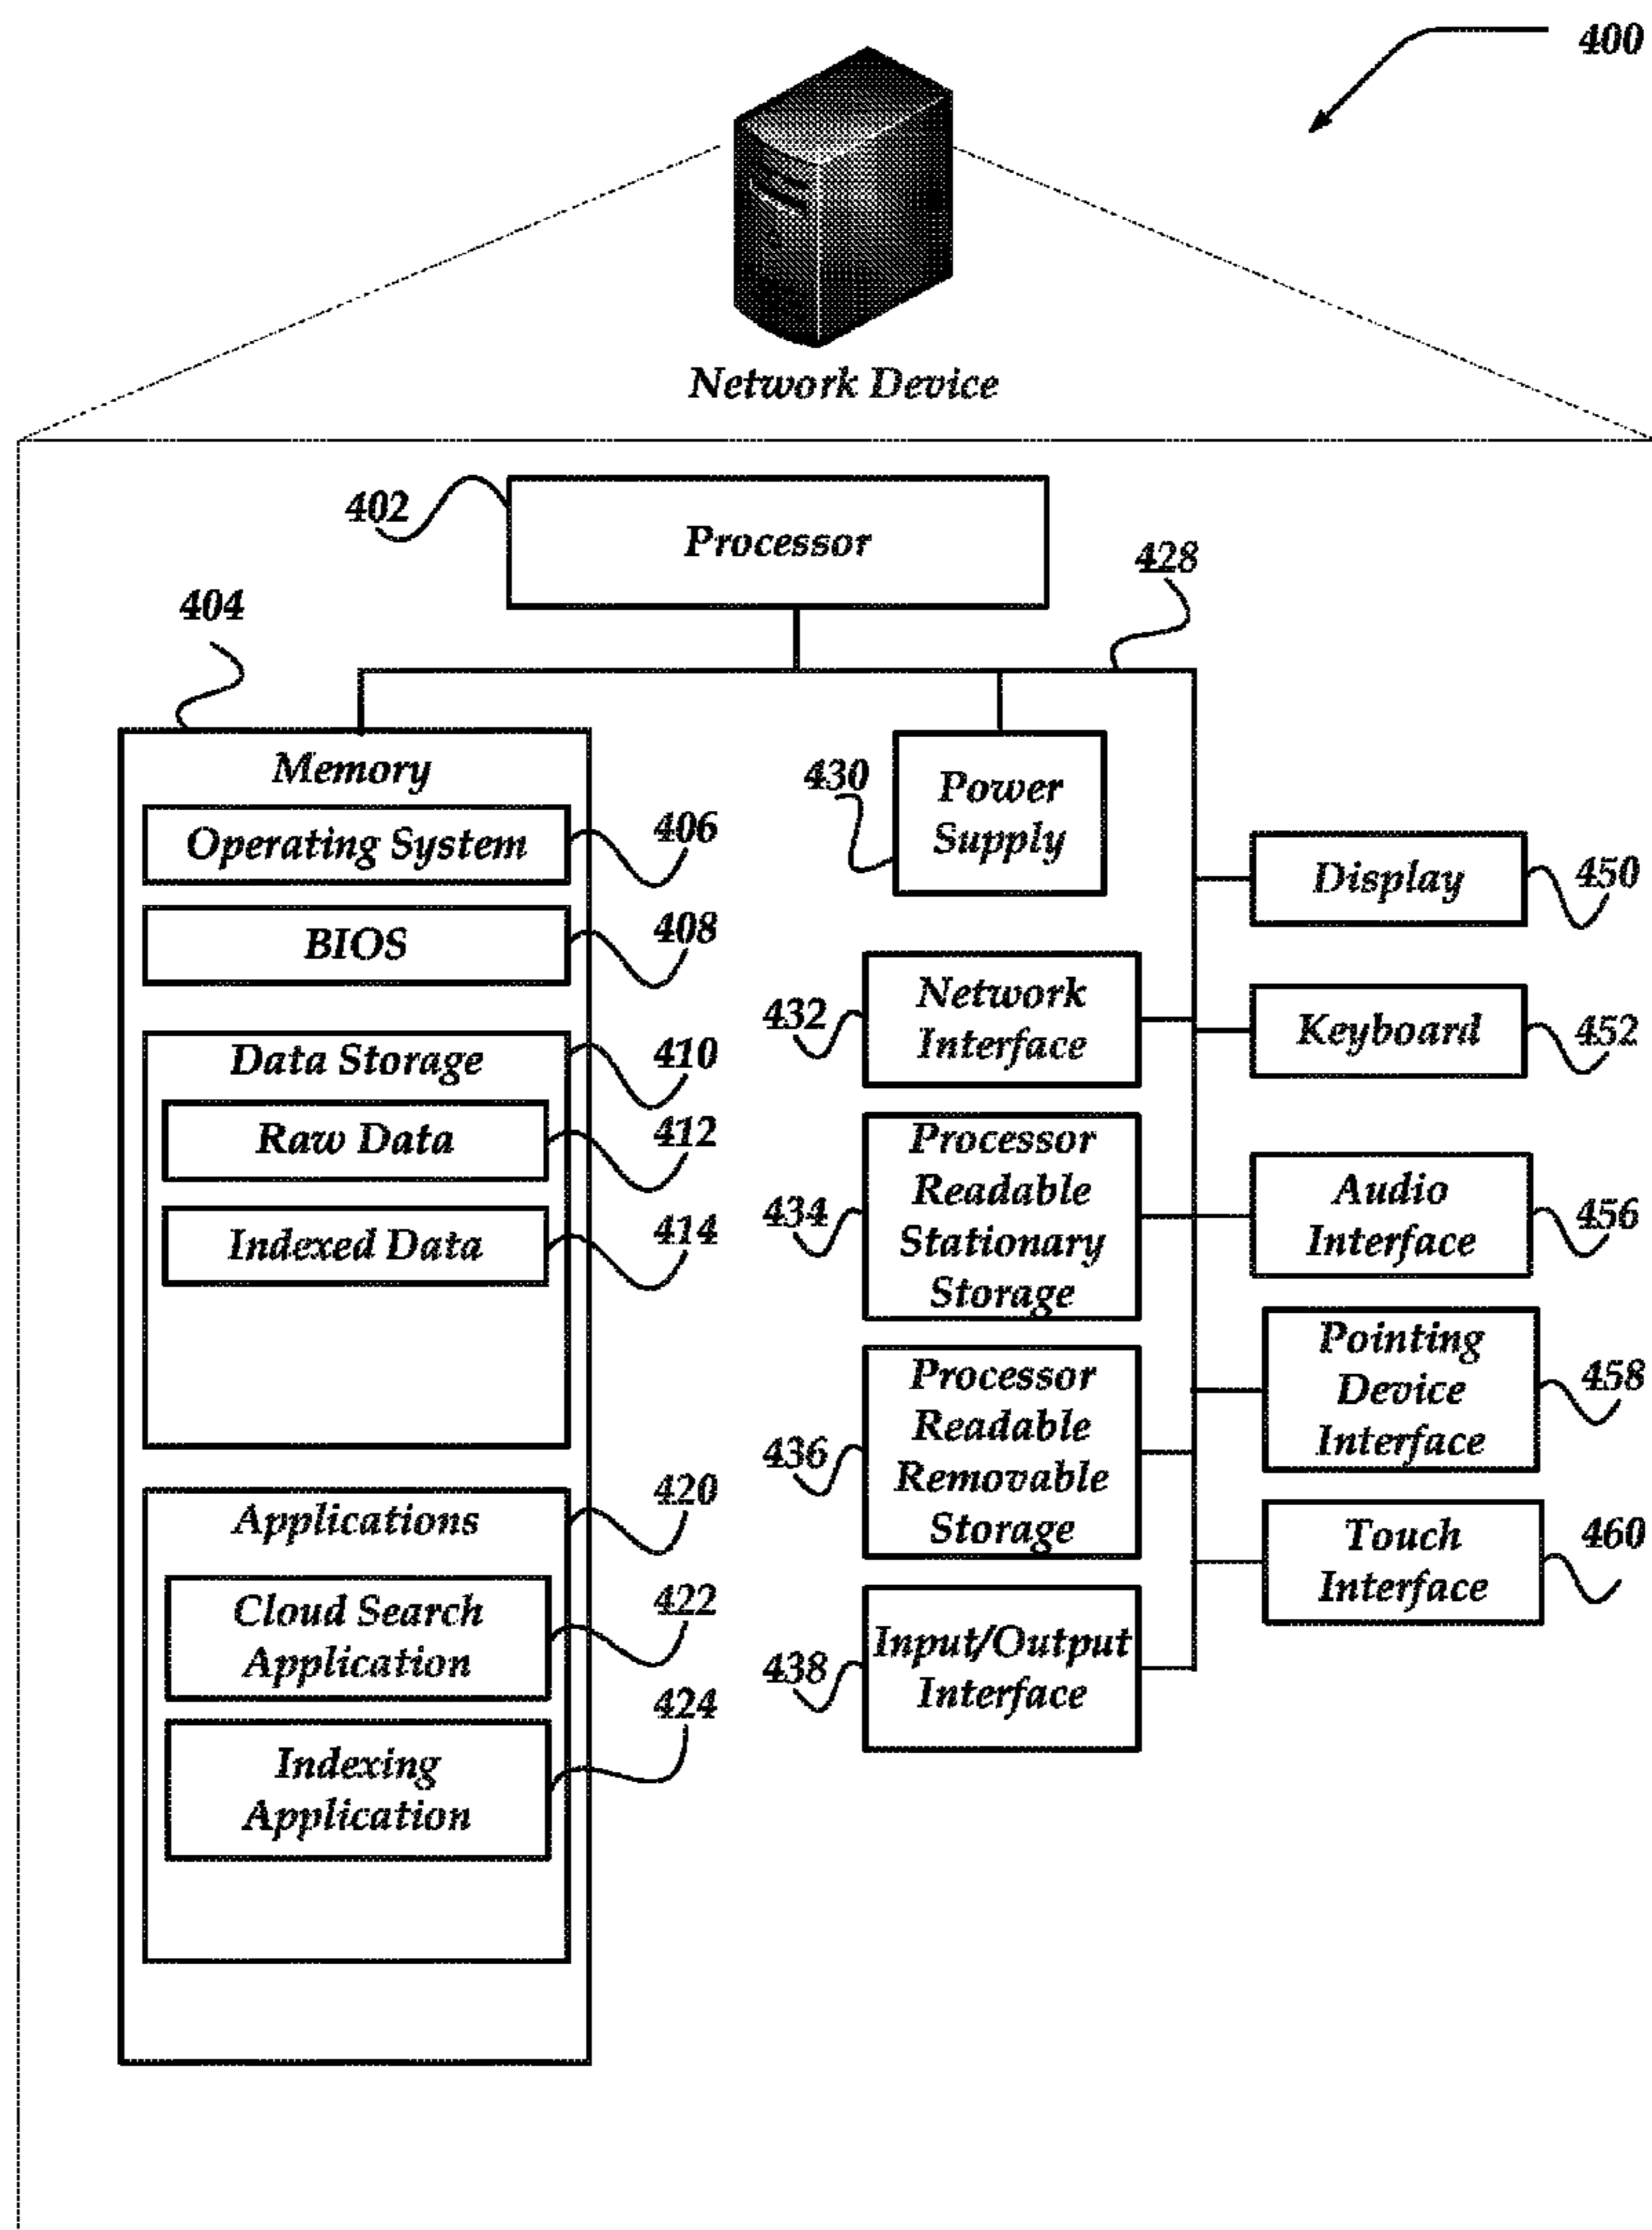 400
Network Device
402
Processor
428
404
Memory
Operating System
406
BIOS
408
Data Storage
410
Raw Data
412
Indexed Data
414
Applications
420
Cloud Search
Application
422
Indexing
Application
424
430
Power
Supply
432
Network
Interface
434
Processor
Readable
Stationary
Storage
436
Processor
Readable
Removable
Storage
438
Input/Output
Interface
Display
450
Keyboard
452
Audio
Interface
456
Pointing
Device
Interface
458
Touch
Interface
460